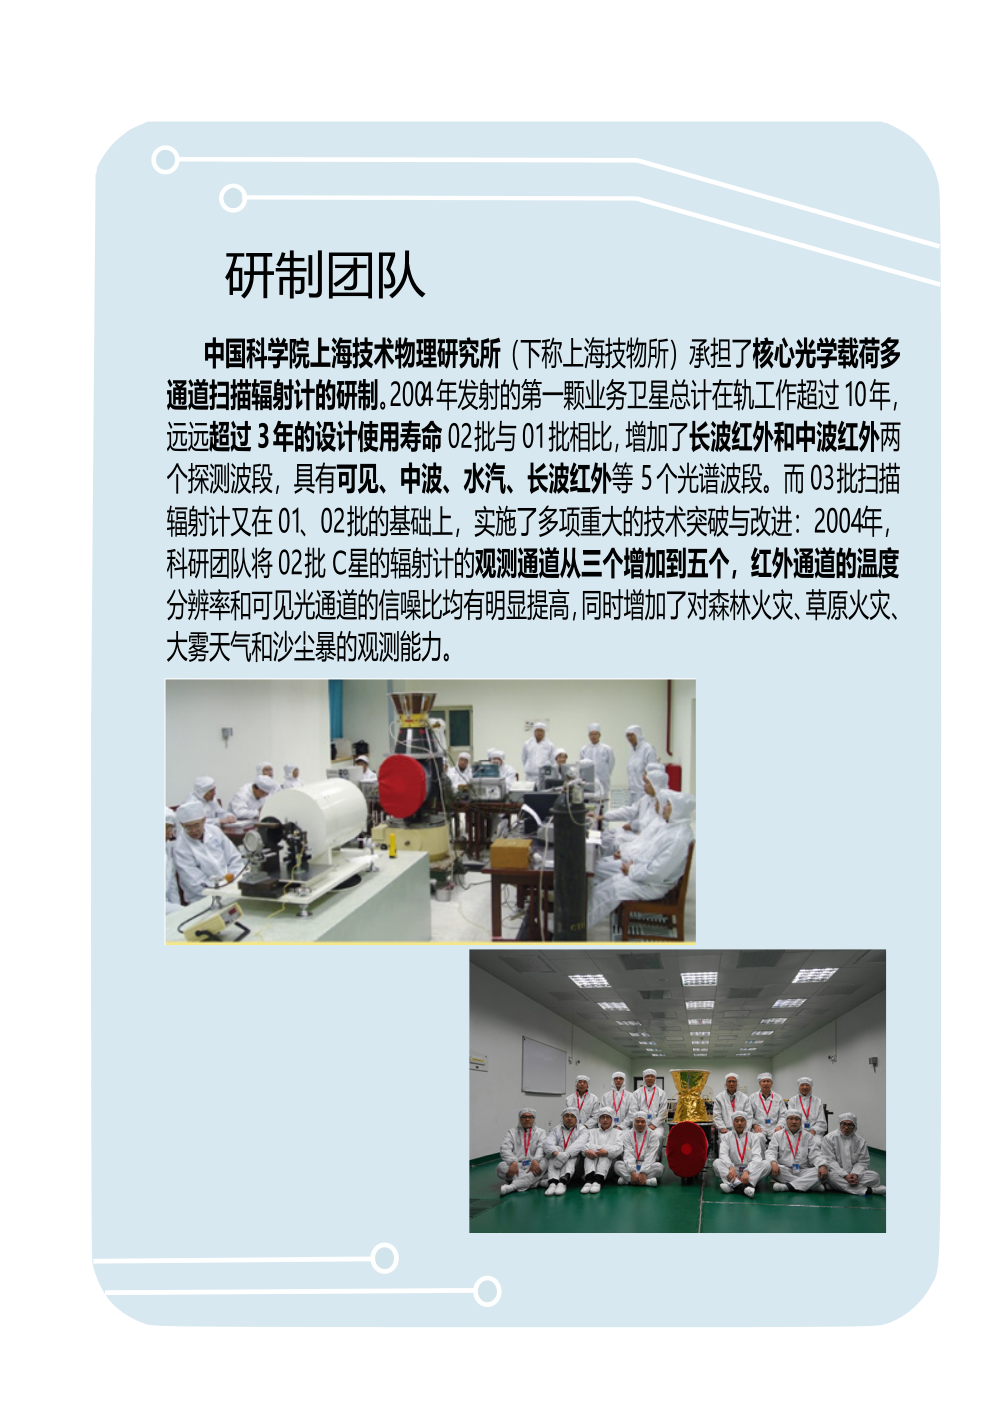 研制团队
中国科学院上海技术物理研究所（下称上海技物所）承担了核心光学载荷多
通道扫描辐射计的研制。2004年发射的第一颗业务卫星总计在轨工作超过10年，
远远超过3年的设计使用寿命02批与01批相比，增加了长波红外和中波红外两
个探测波段，具有可见、中波、水汽、长波红外等5个光谱波段。而03批扫描
辐射计又在01、02批的基础上，实施了多项重大的技术突破与改进：2004年，
科研团队将02批C星的辐射计的观测通道从三个增加到五个，红外通道的温度
分辨率和可见光通道的信噪比均有明显提高，同时增加了对森林火灾、草原火灾、
大雾天气和沙尘暴的观测能力。